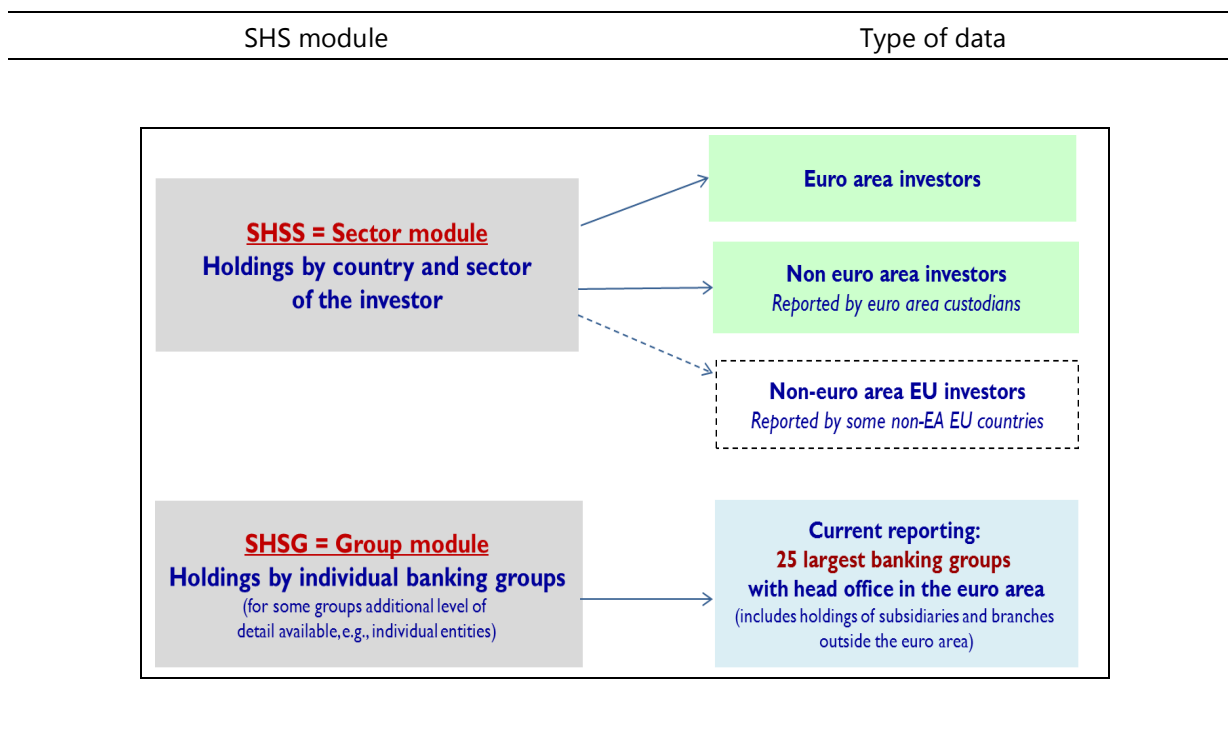 SHS module
Type of data
SHSS = Sector module
Holdings by country and sector
of the investor
Euro area investors
Non euro area investors
Reported by euro area custodians
Non-euro area EU investors
Reported by some non-EA EU countries
SHSG = Group module
Holdings by individual banking groups
(for some groups additional level of
detail available, e.g., individual entities)
Current reporting:
25 largest banking groups
with head office in the euro area
(includes holdings of subsidiaries and branches
outside the euro area)